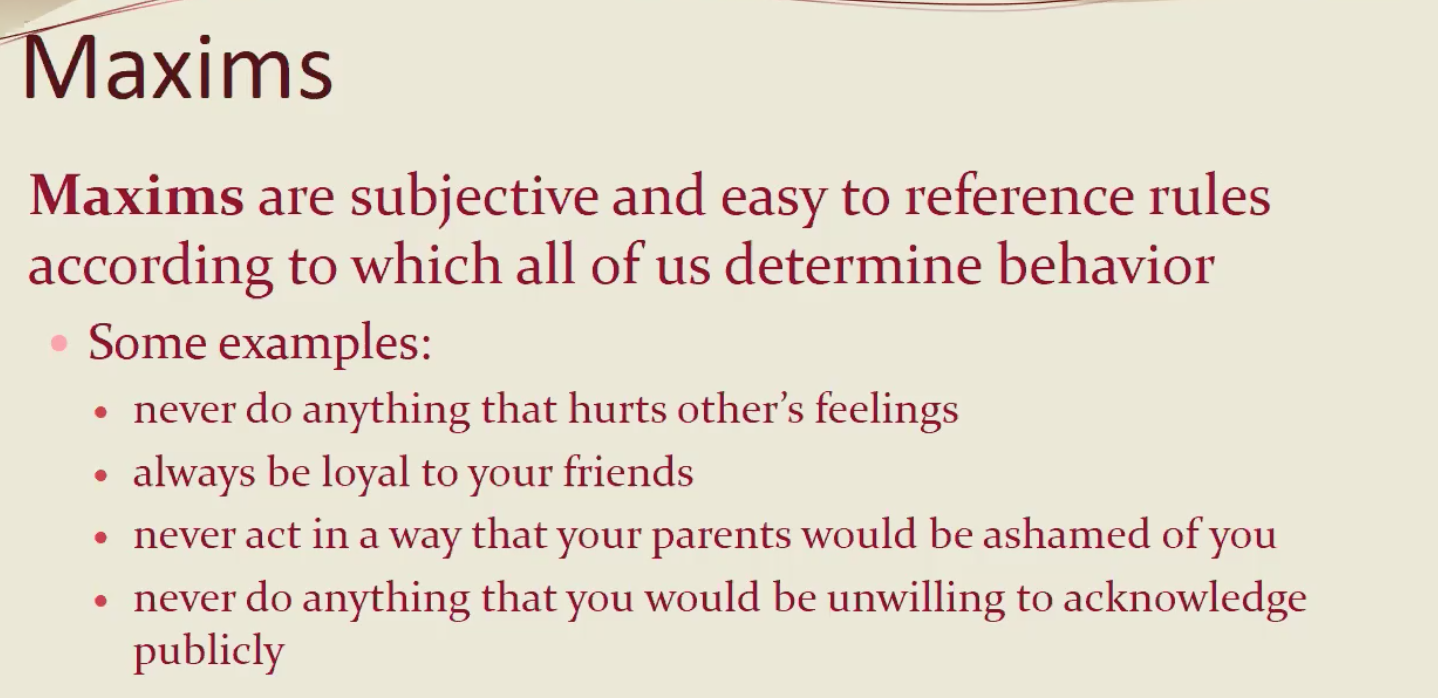 Maxims
Maxims are subjective and easy to reference rules
according to which all of us determine behavior
• Some examples:
• never do anything that hurts other’s feelings
• always be loyal to your friends
• never act in a way that your parents would be ashamed of you
• never do anything that you would be unwilling to acknowledge
publicly